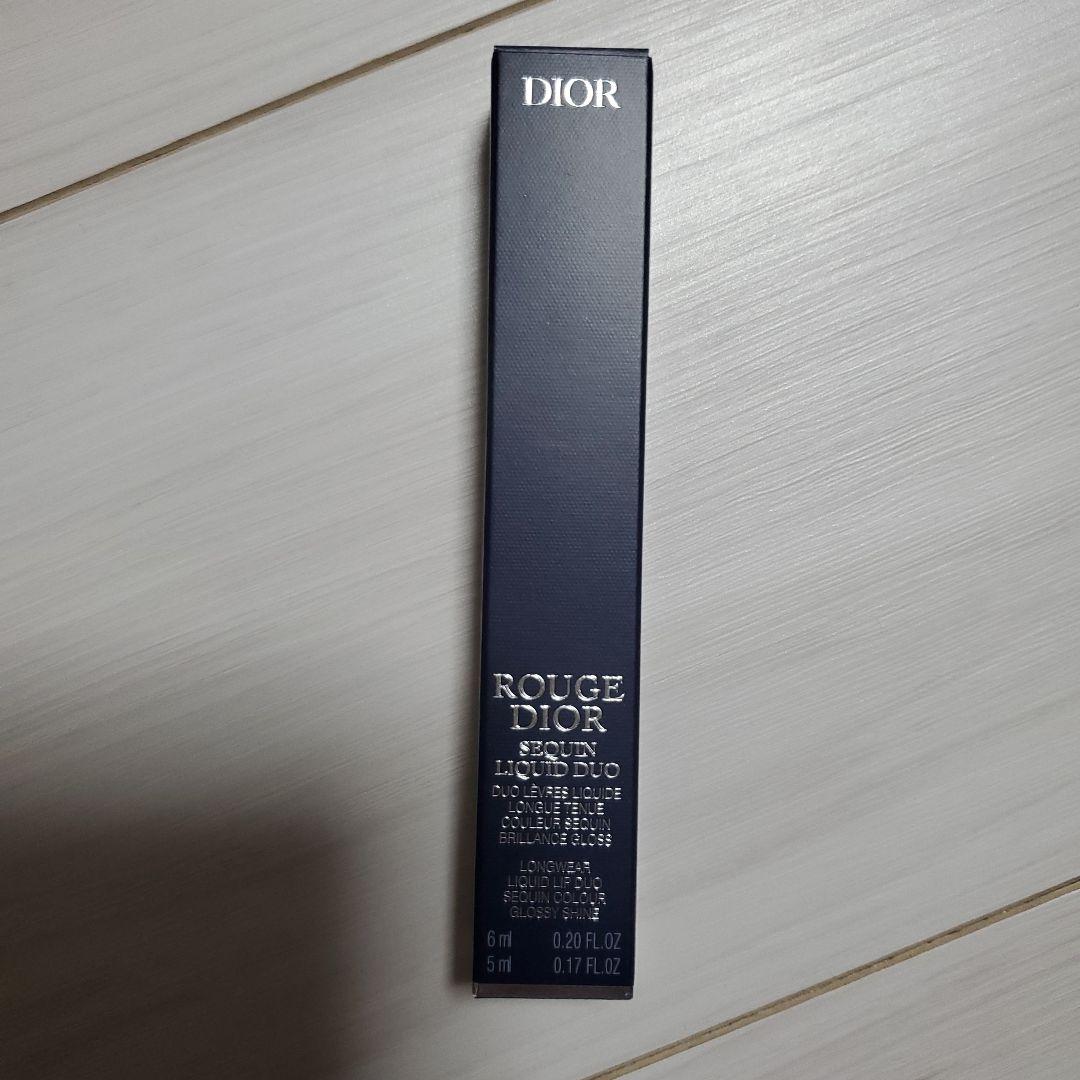 DIOR
ROUGE
DIOR
SEQUIN
LIQUID DUO
DUO LÈVRES LIQUIDE
LONGUE TENUE
COULEUR SEQUIN
BRILLANCE GLOSS
LONGWEAR
LIQUID LIP DUO
SEQUIN COLOUR
GLOSSY SHINE
6 ml 0.20 FL.OZ
5 ml 0.17 FL.OZ